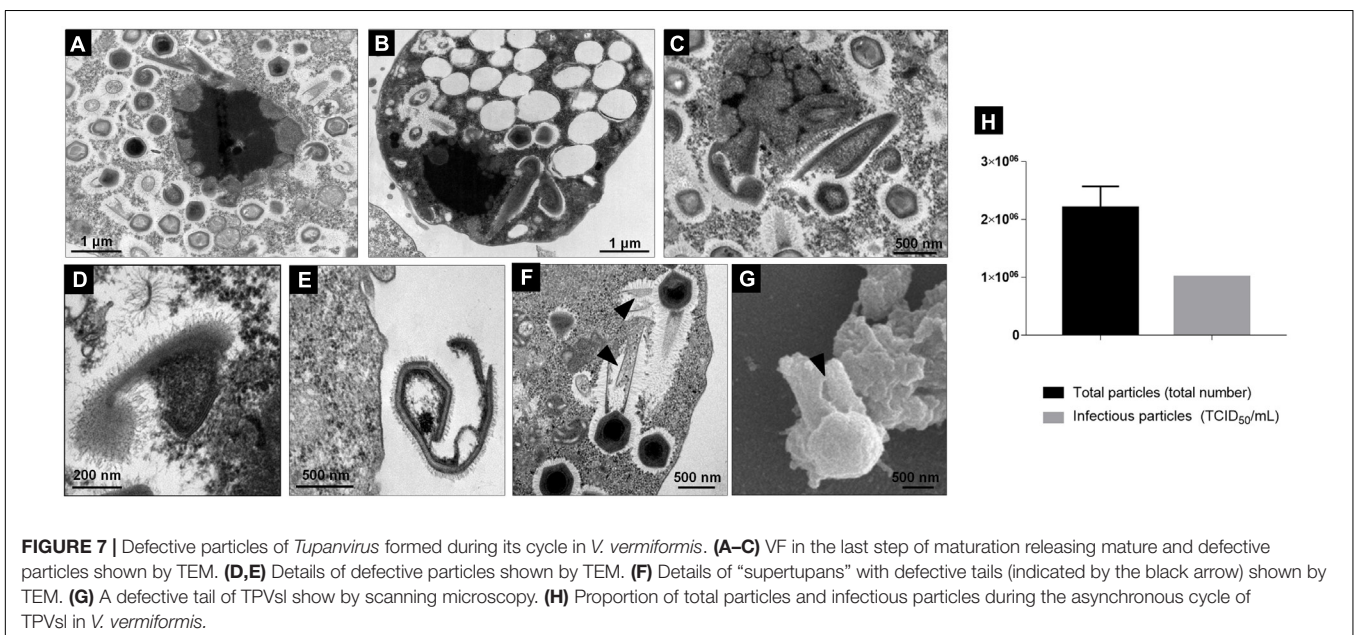 A
B
C
1 µm
1 µm
500 nm
D
E
F
G
200 nm
500 nm
500 nm
500 nm
H
3×10⁰⁶
2×10⁰⁶
1×10⁰⁶
0
Total particles (total number)
Infectious particles (TCID₅₀/mL)
FIGURE 7 | Defective particles of Tupanvirus formed during its cycle in V. vermiformis. (A–C) VF in the last step of maturation releasing mature and defective
particles shown by TEM. (D,E) Details of defective particles shown by TEM. (F) Details of “supertupans” with defective tails (indicated by the black arrow) shown by
TEM. (G) A defective tail of TPVsl show by scanning microscopy. (H) Proportion of total particles and infectious particles during the asynchronous cycle of
TPVsl in V. vermiformis.